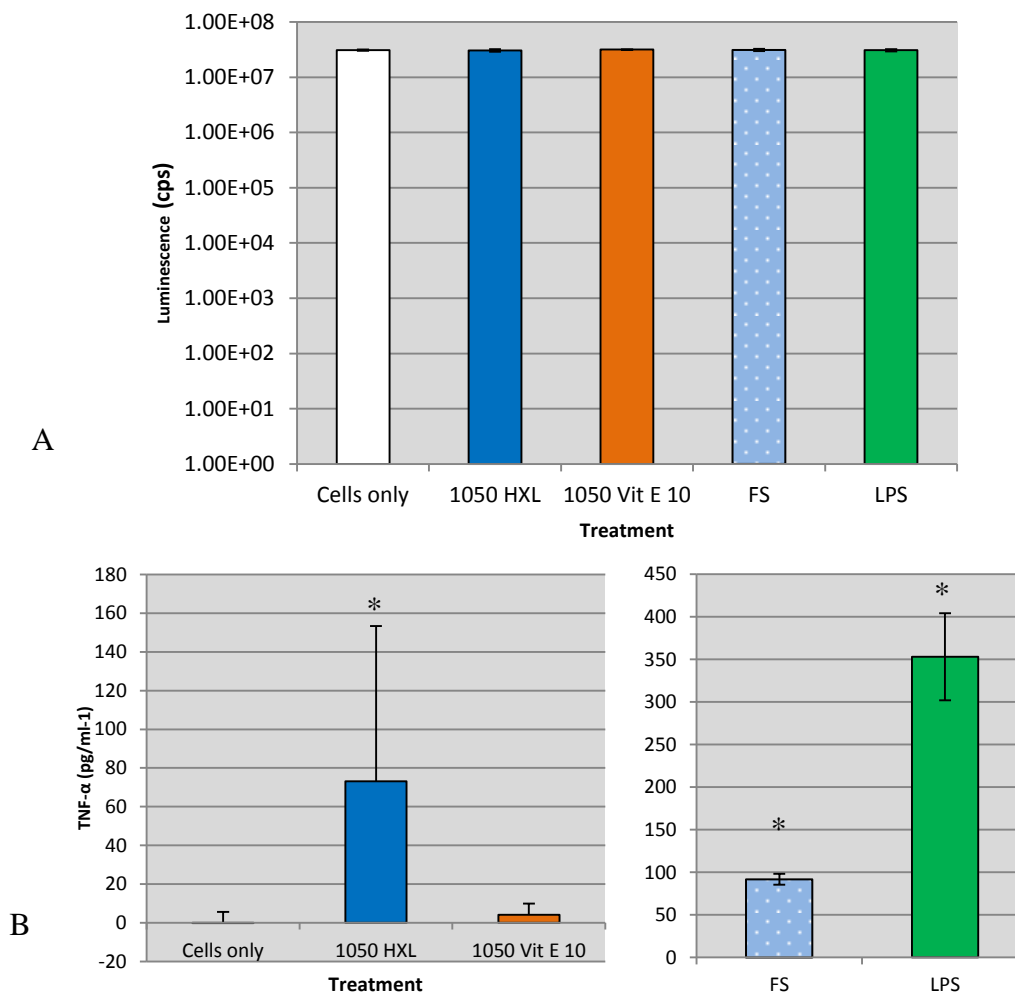 1.00E+08
1.00E+07
1.00E+06
1.00E+05
1.00E+04
1.00E+03
1.00E+02
1.00E+01
1.00E+00
Luminescence (cps)
A
Cells only 1050 HXL 1050 Vit E 10 FS LPS
Treatment
180
160
140
120
100
80
60
40
20
0
-20
TNF-α (pg/ml-1)
*
B
Cells only 1050 HXL 1050 Vit E 10
Treatment
450
400
350
300
250
200
150
100
50
0
*
*
FS LPS